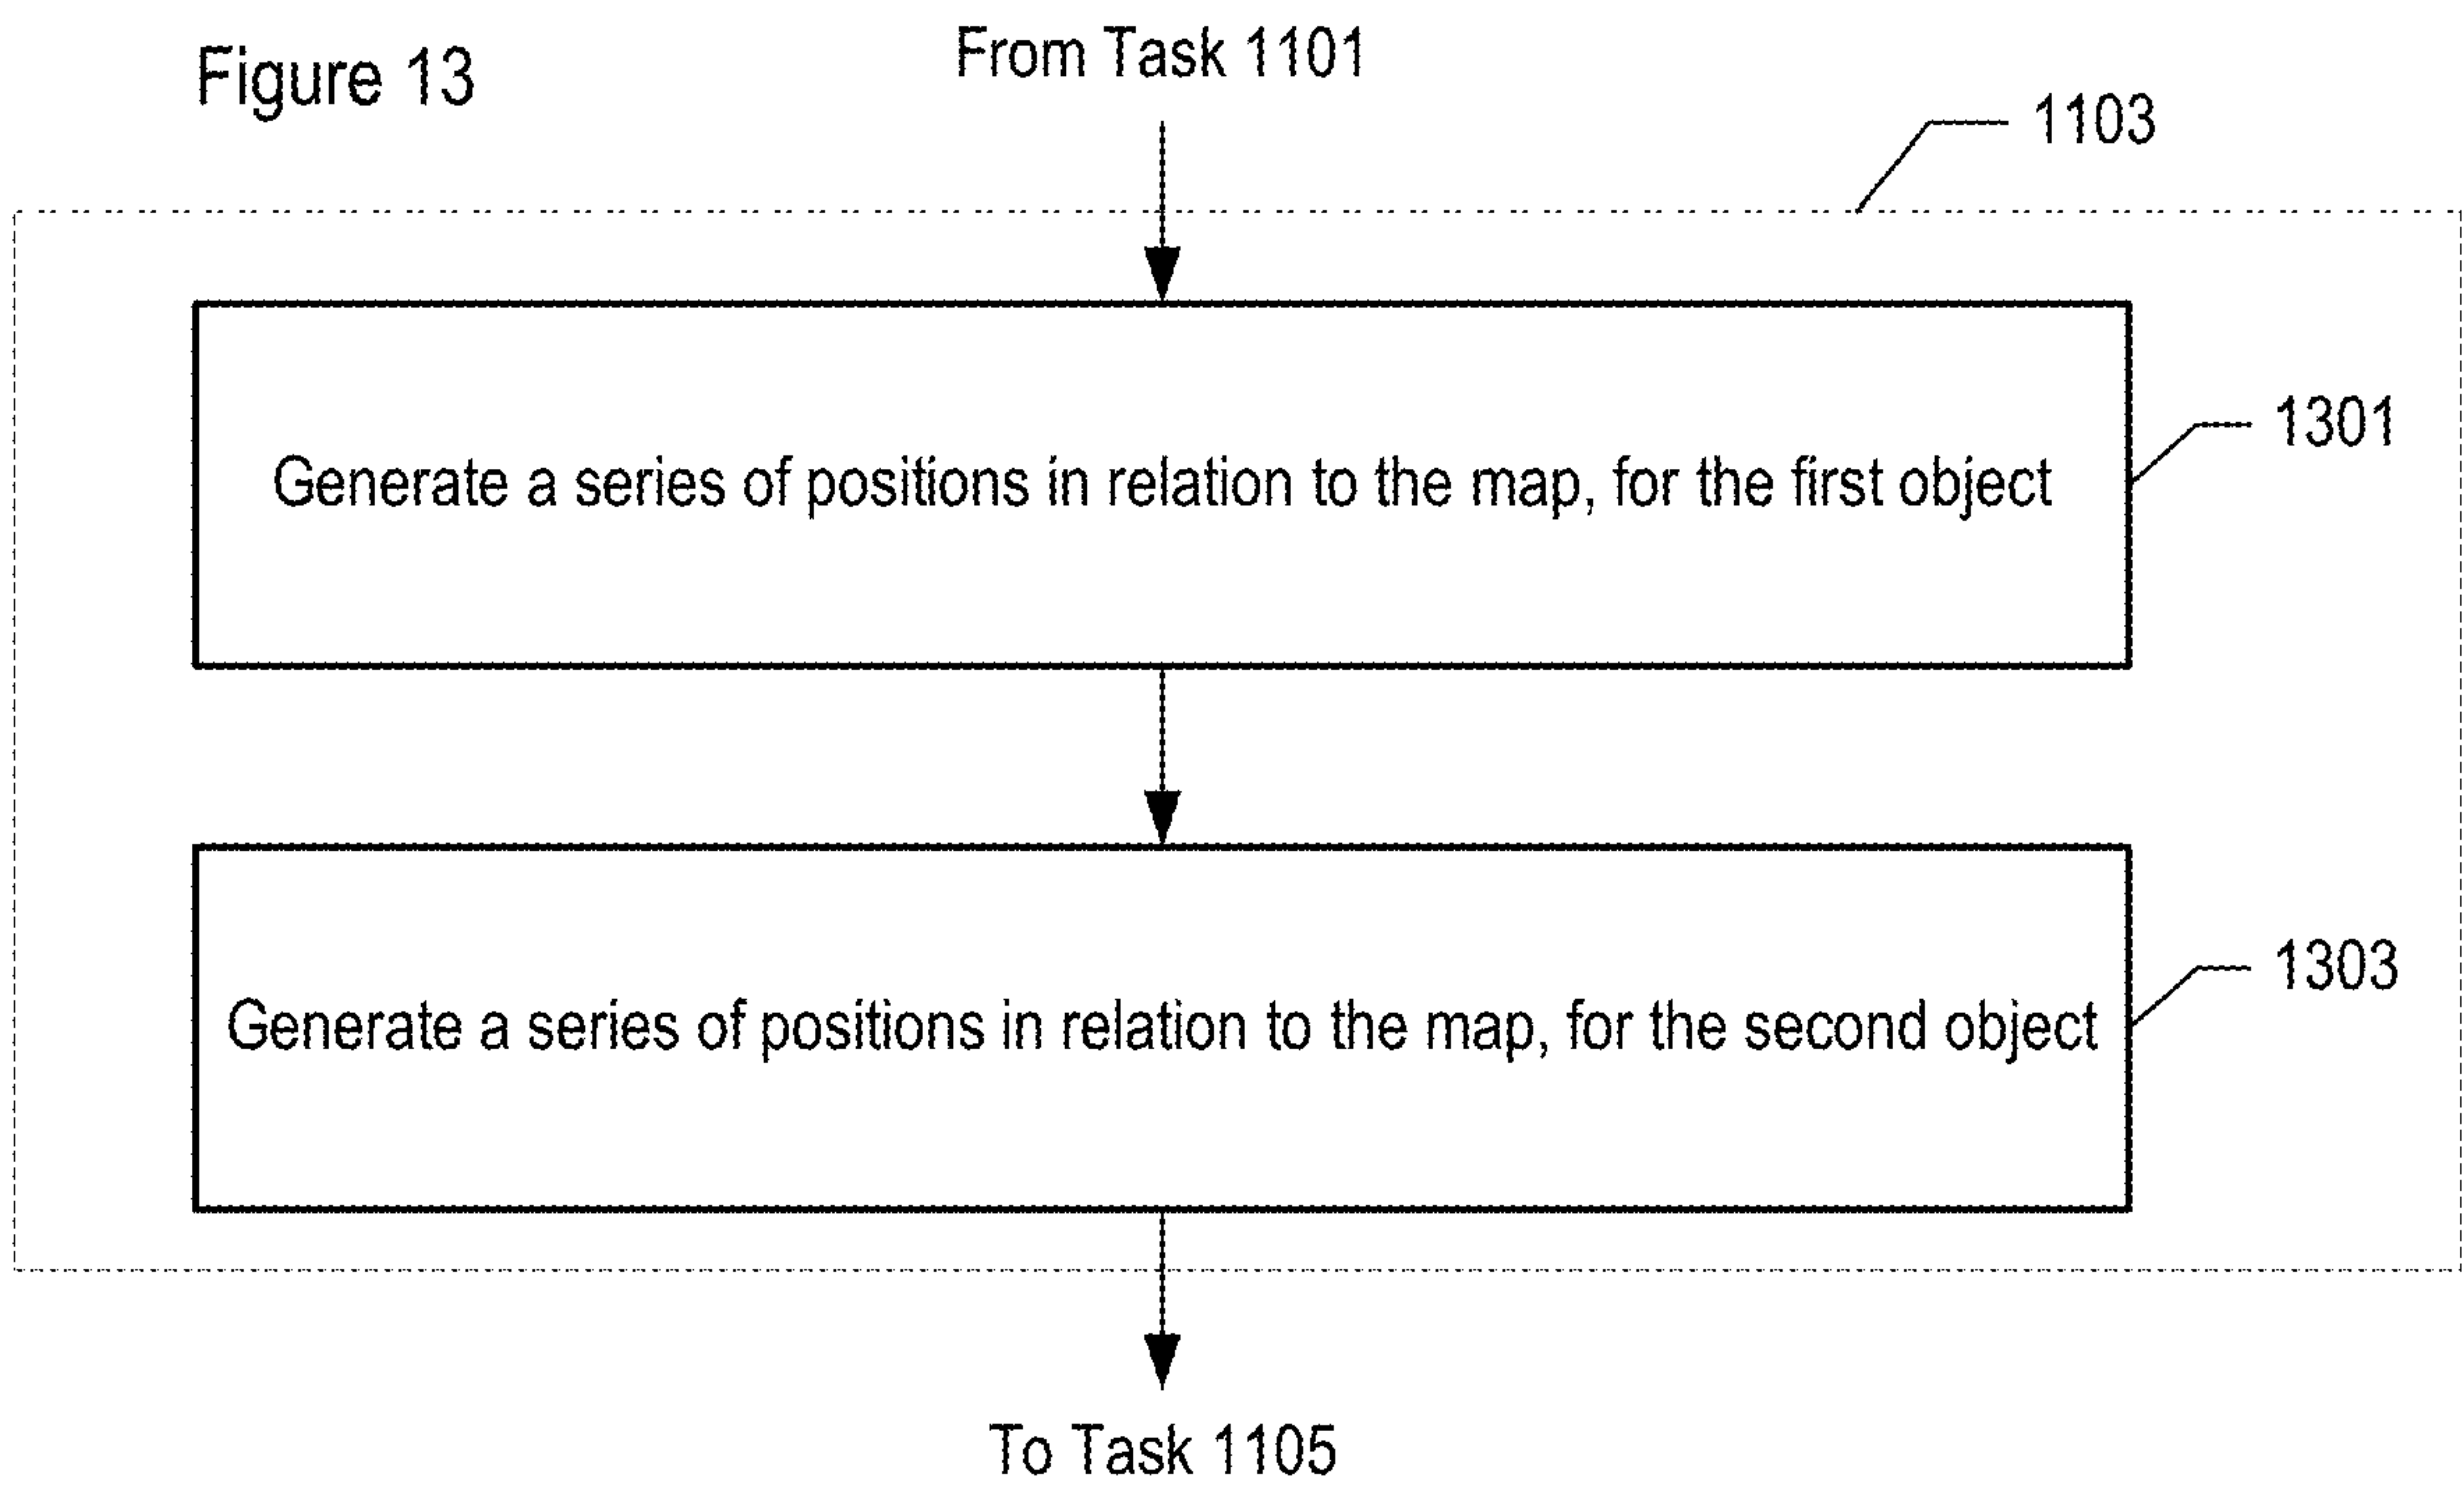 Figure 13
From Task 1101
1103
Generate a series of positions in relation to the map, for the first object
1301
Generate a series of positions in relation to the map, for the second object
1303
To Task 1105